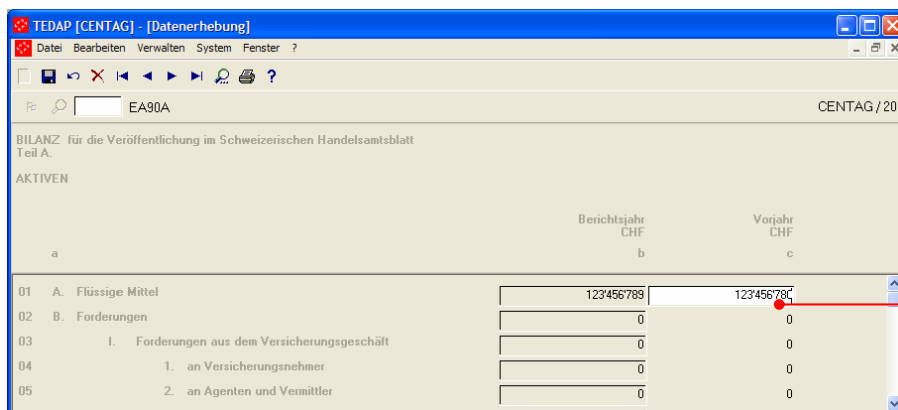 TEDAP [CENTAG] - [Datenerhebung]
Datei Bearbeiten Verwalten System Fenster ?
EA90A CENTAG / 20
BILANZ für die Veröffentlichung im Schweizerischen Handelsamtsblatt
Teil A.
AKTIVEN
Berichtsjahr Vorjahr
CHF CHF
a b c
01 A. Flüssige Mittel 123'456'789 123'456'780
02 B. Forderungen 0 0
03 I. Forderungen aus dem Versicherungsgeschäft 0 0
04 1. an Versicherungsnehmer 0 0
05 2. an Agenten und Vermittler 0 0